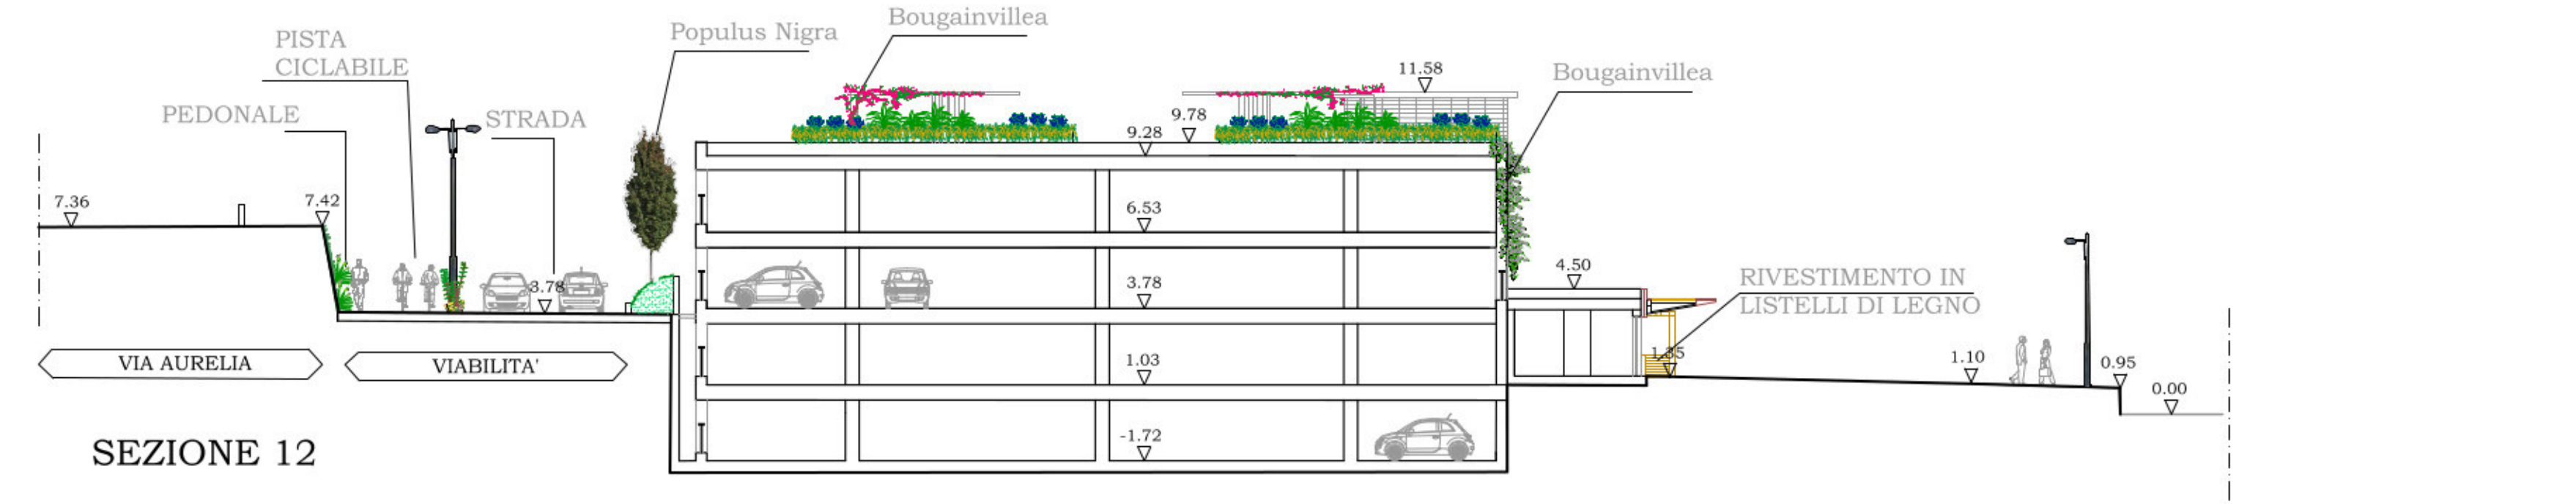 Bougainvillea
Populus Nigra
PISTA
CICLABILE
Bougainvillea
11.58
PEDONALE
STRADA
9.78
9.28
7.36
7.42
6.53
4.50
3.78
3.78
RIVESTIMENTO IN
LISTELLI DI LEGNO
1.03
1.35
1.10
0.95
VIA AURELIA
VIABILITA'
0.00
-1.72
SEZIONE 12